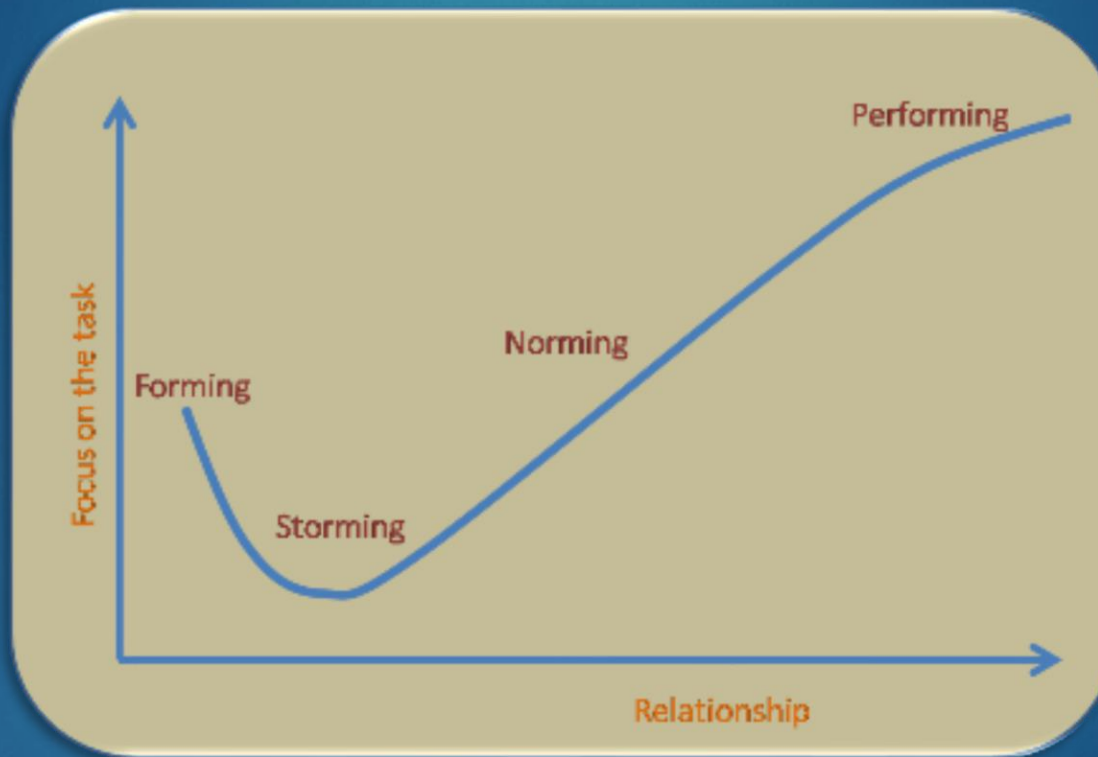 Performing
Norming
Forming
Storming
Focus on the task
Relationship